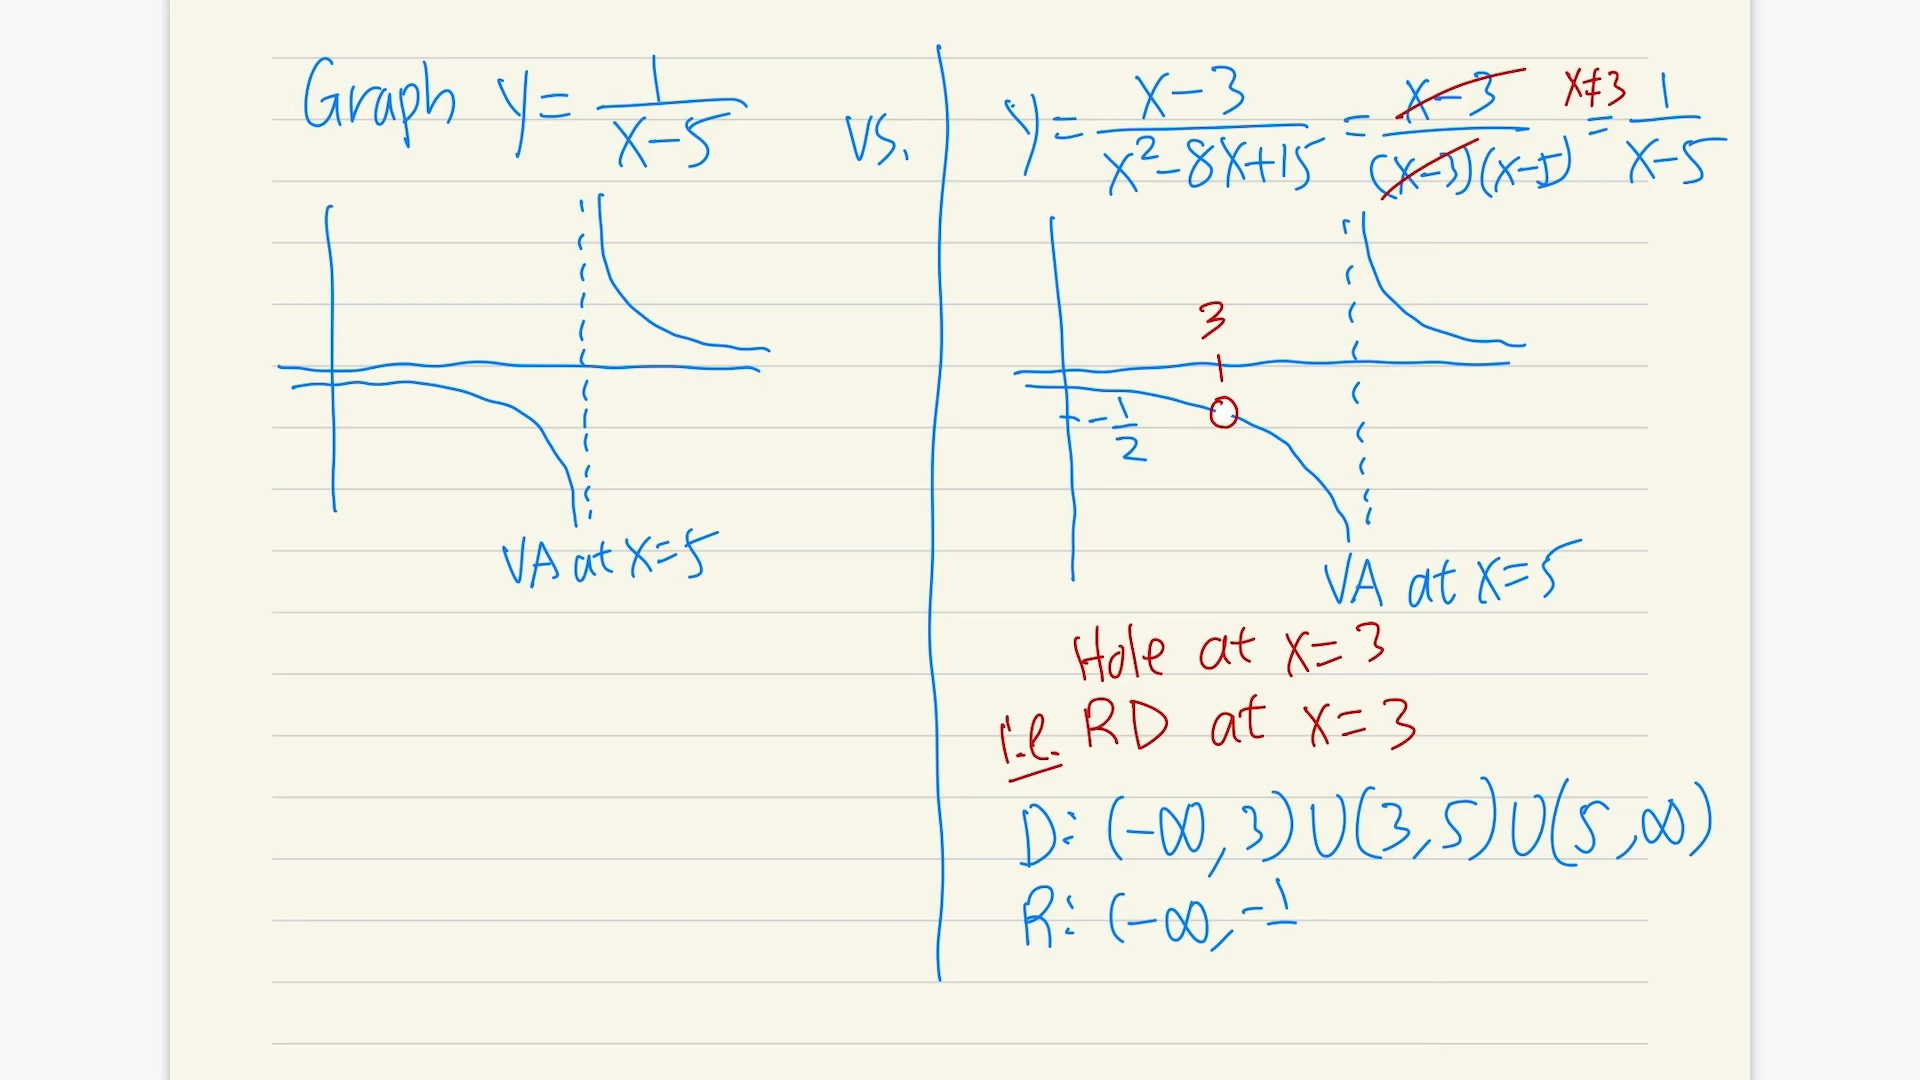 Graph y = 1/(x-5) vs. y = (x-3)/(x²-8x+15) = (x-3)/((x-3)(x-5)) = x≠3 1/(x-5)
3
-1/2
VA at x=5
VA at x=5
Hole at x=3
i.e. RD at x=3
D: (-∞, 3) ∪ (3, 5) ∪ (5, ∞)
R: (-∞, -1